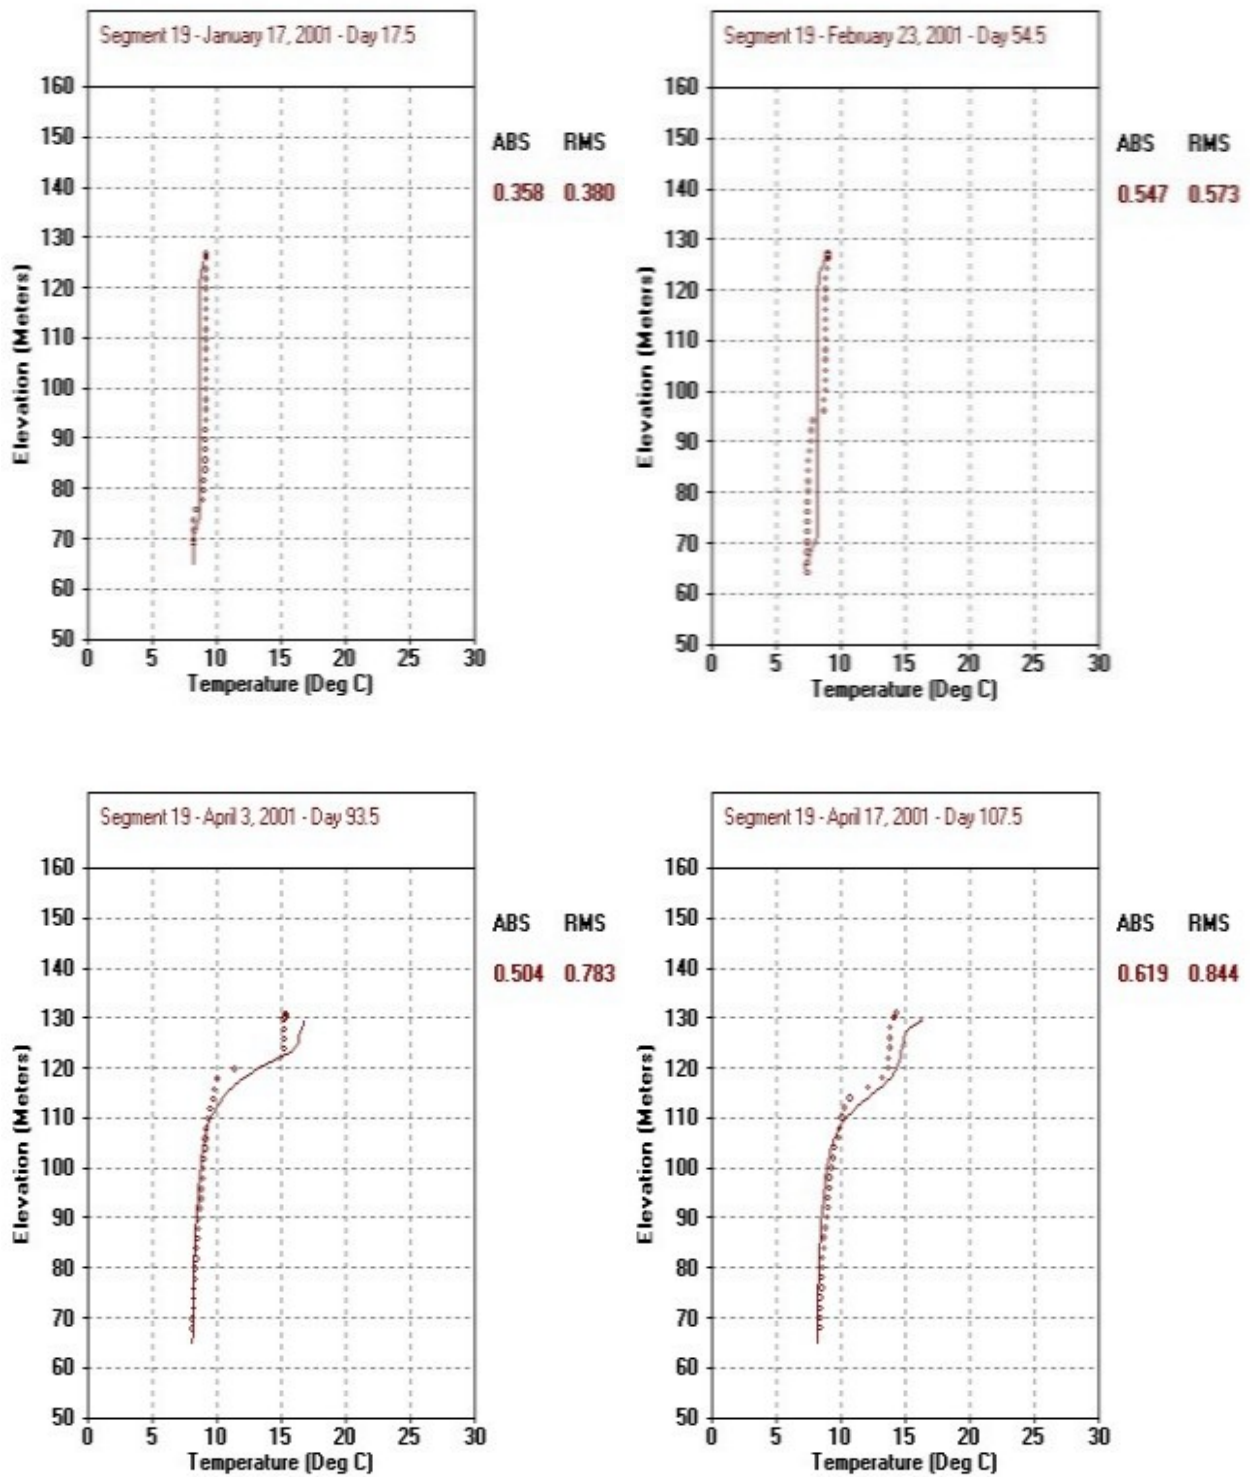 Segment 19 - January 17, 2001 - Day 17.5
160
150
140
130
120
110
100
90
80
70
60
50
Elevation (Meters)
0 5 10 15 20 25 30
Temperature (Deg C)
ABS RMS
0.358 0.380
Segment 19 - February 23, 2001 - Day 54.5
160
150
140
130
120
110
100
90
80
70
60
50
Elevation (Meters)
0 5 10 15 20 25 30
Temperature (Deg C)
ABS RMS
0.547 0.573
Segment 19 - April 3, 2001 - Day 93.5
160
150
140
130
120
110
100
90
80
70
60
50
Elevation (Meters)
0 5 10 15 20 25 30
Temperature (Deg C)
ABS RMS
0.504 0.783
Segment 19 - April 17, 2001 - Day 107.5
160
150
140
130
120
110
100
90
80
70
60
50
Elevation (Meters)
0 5 10 15 20 25 30
Temperature (Deg C)
ABS RMS
0.619 0.844